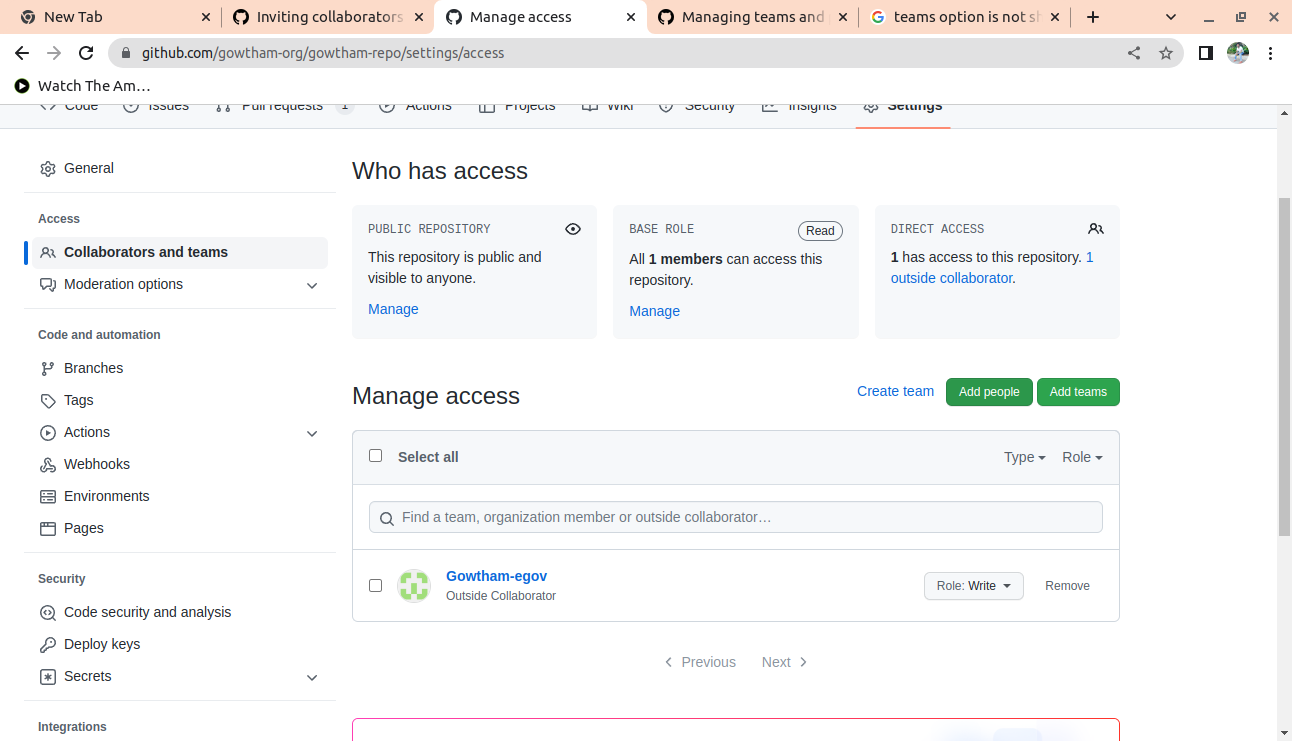 New Tab
Inviting collaborators
Manage access
Managing teams and
teams option is not sh
github.com/gowtham-org/gowtham-repo/settings/access
Watch The Am…
Code
Issues
Pull requests 1
Actions
Projects
Wiki
Security
Insights
Settings
General
Access
Collaborators and teams
Moderation options
Code and automation
Branches
Tags
Actions
Webhooks
Environments
Pages
Security
Code security and analysis
Deploy keys
Secrets
Integrations
Who has access
PUBLIC REPOSITORY
This repository is public and
visible to anyone.
Manage
BASE ROLE Read
All 1 members can access this
repository.
Manage
DIRECT ACCESS
1 has access to this repository. 1
outside collaborator.
Manage access
Create team Add people Add teams
Select all Type Role
Find a team, organization member or outside collaborator…
Gowtham-egov
Outside Collaborator
Role: Write Remove
Previous Next